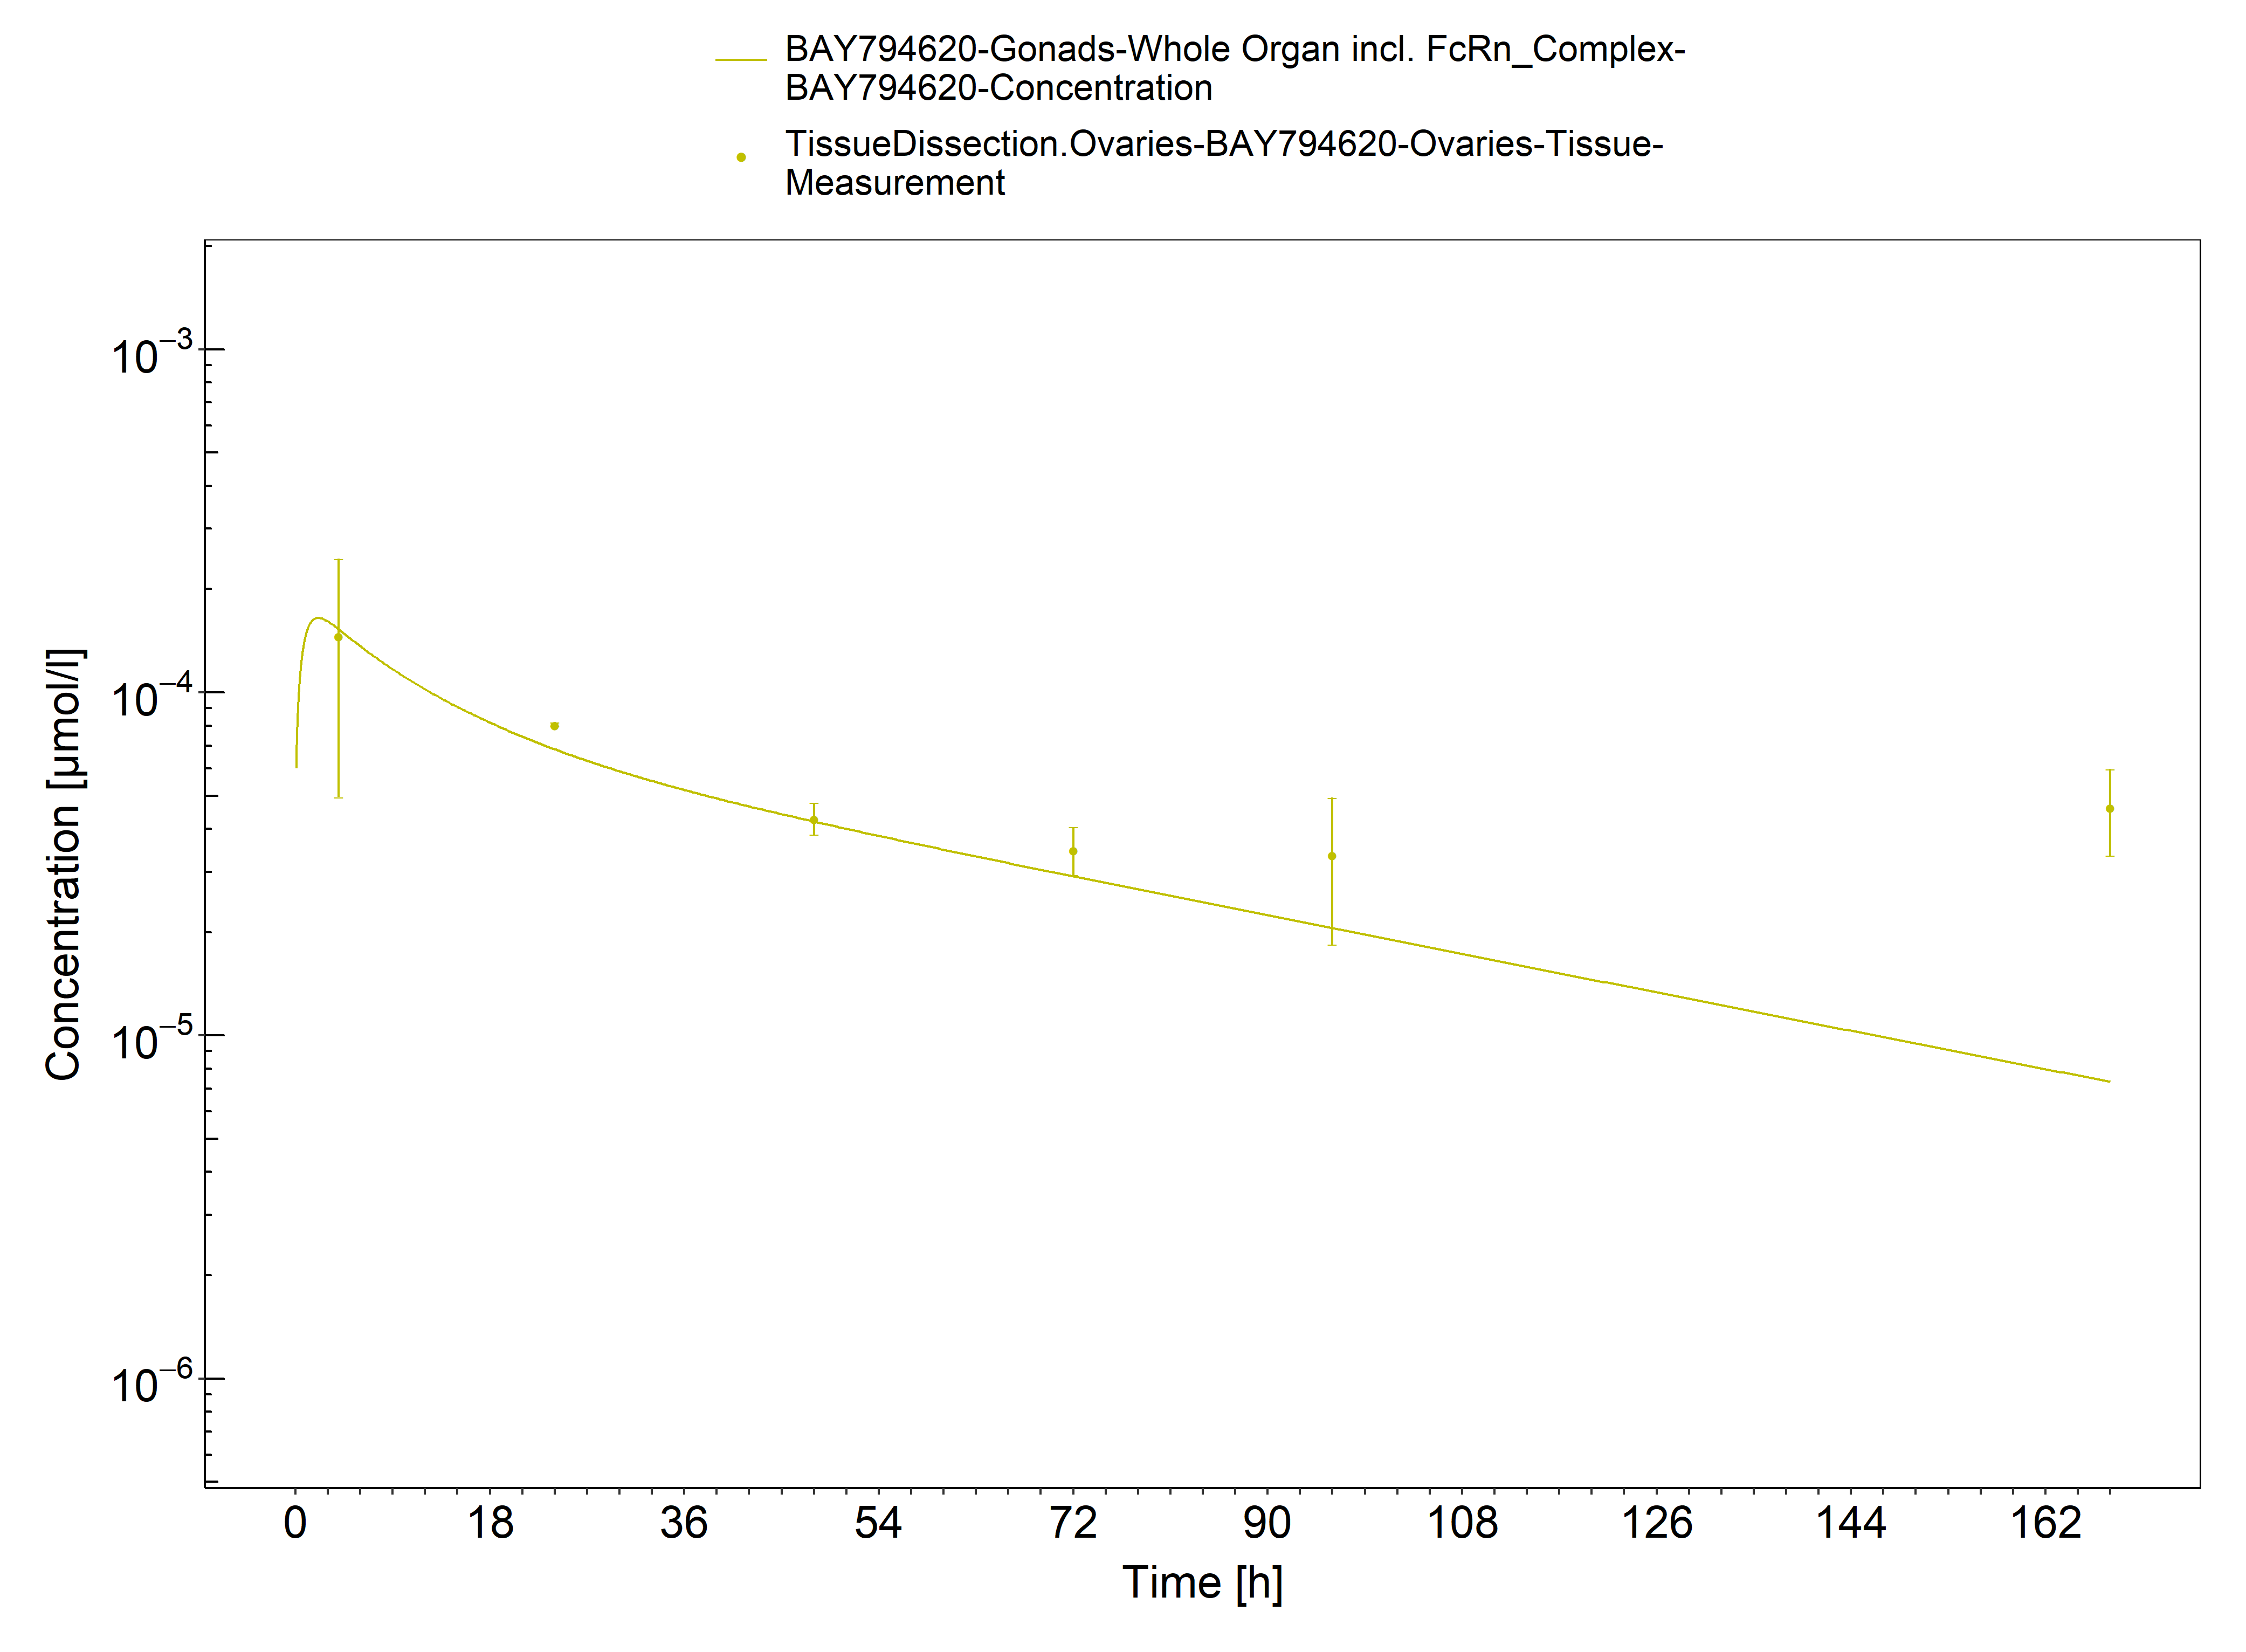 BAY794620-Gonads-Whole Organ incl. FcRn_Complex-
BAY794620-Concentration
TissueDissection.Ovaries-BAY794620-Ovaries-Tissue-
Measurement
10⁻³
10⁻⁴
10⁻⁵
10⁻⁶
Concentration [µmol/l]
0 18 36 54 72 90 108 126 144 162
Time [h]